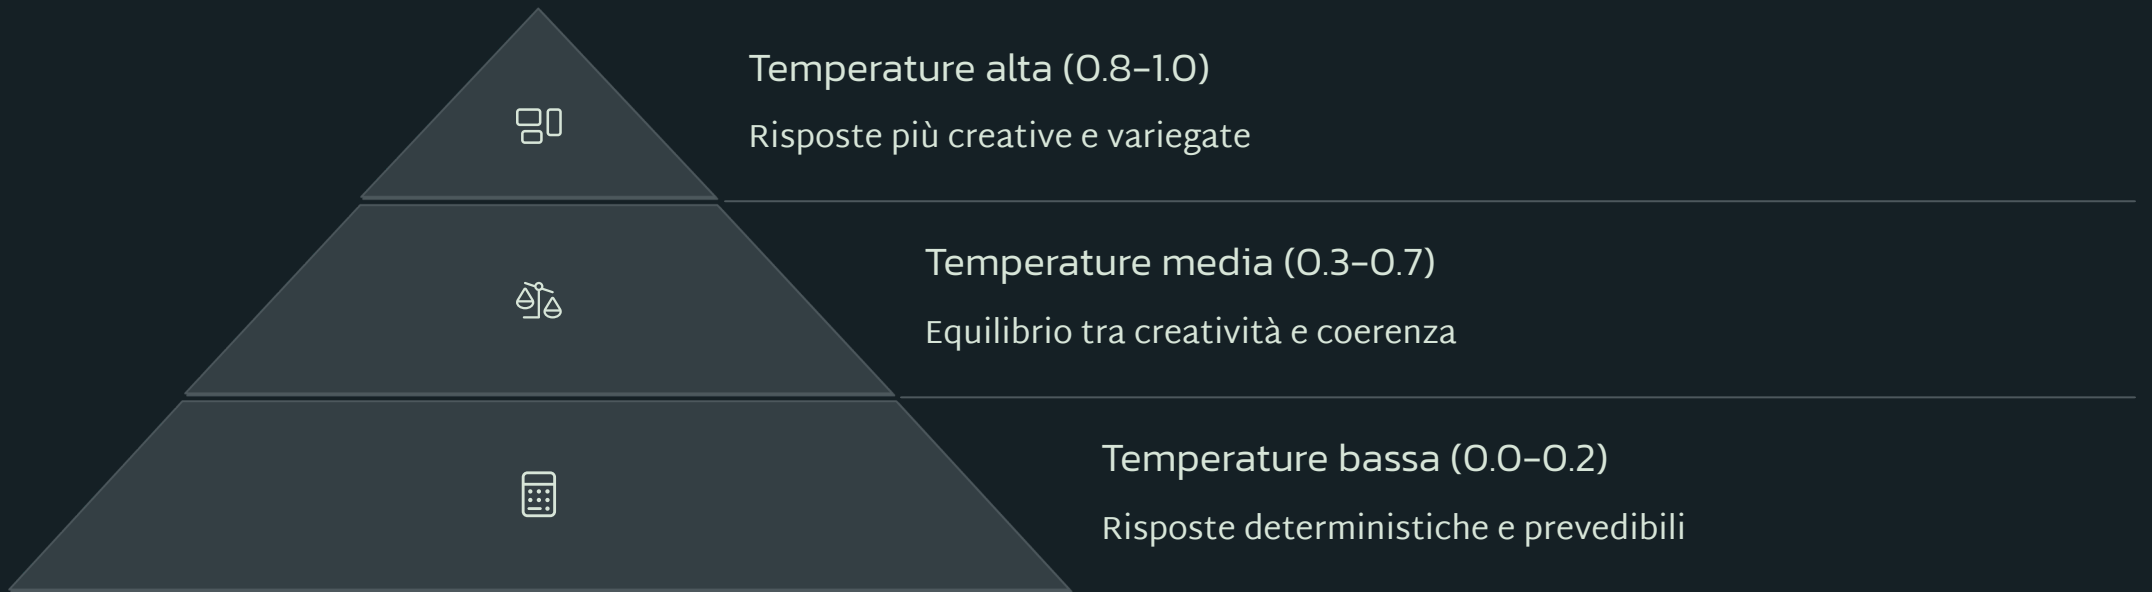 Temperature alta (0.8-1.0)
Risposte più creative e variegate
Temperature media (0.3-0.7)
Equilibrio tra creatività e coerenza
Temperature bassa (0.0-0.2)
Risposte deterministiche e prevedibili